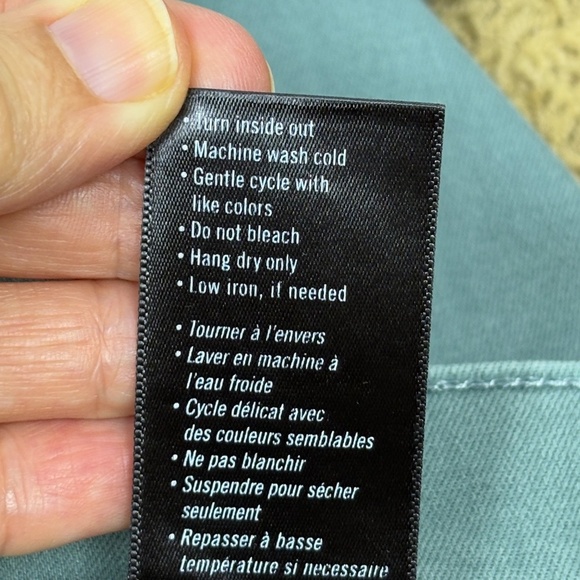 • Turn inside out
• Machine wash cold
• Gentle cycle with
like colors
• Do not bleach
• Hang dry only
• Low iron, if needed
• Tourner à l'envers
• Laver en machine à
l'eau froide
• Cycle délicat avec
des couleurs semblables
• Ne pas blanchir
• Suspendre pour sécher
seulement
• Repasser à basse
température si necessaire